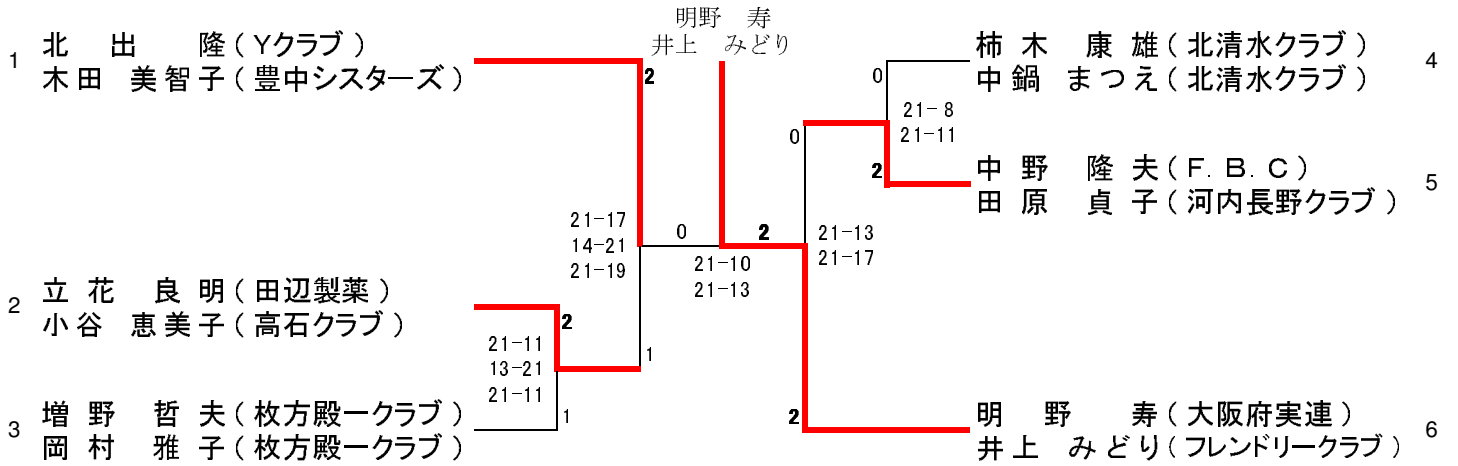 明野 寿
井上 みどり
1
北出 隆(Yクラブ)
木田 美智子(豊中シスターズ)
2
0
2
21-17
14-21
21-19
1
2
立花 良明(田辺製薬)
小谷 恵美子(高石クラブ)
2
21-11
13-21
21-11
1
3
増野 哲夫(枚方殿一クラブ)
岡村 雅子(枚方殿一クラブ)
21-10
21-13
柿木 康雄(北清水クラブ)
中鍋 まつえ(北清水クラブ)
4
0
21-8
21-11
2
中野 隆夫(F.B.C)
田原 貞子(河内長野クラブ)
5
0
21-13
21-17
2
明野 寿(大阪府実連)
井上 みどり(フレンドリークラブ)
6